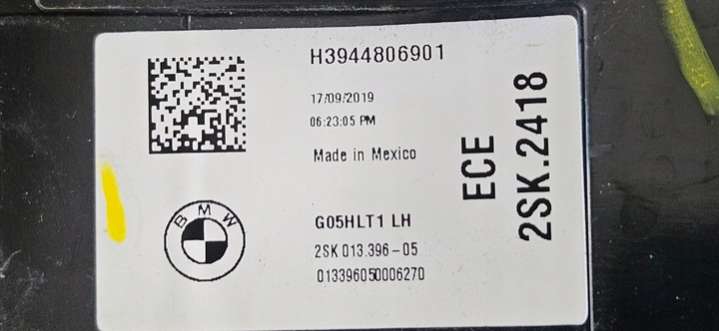 H3944806901
17/09/2019
06:23:05 PM
Made in Mexico
BMW
G05HLT1 LH
2SK 013.396-05
013396050006270
ECE
2SK.2418